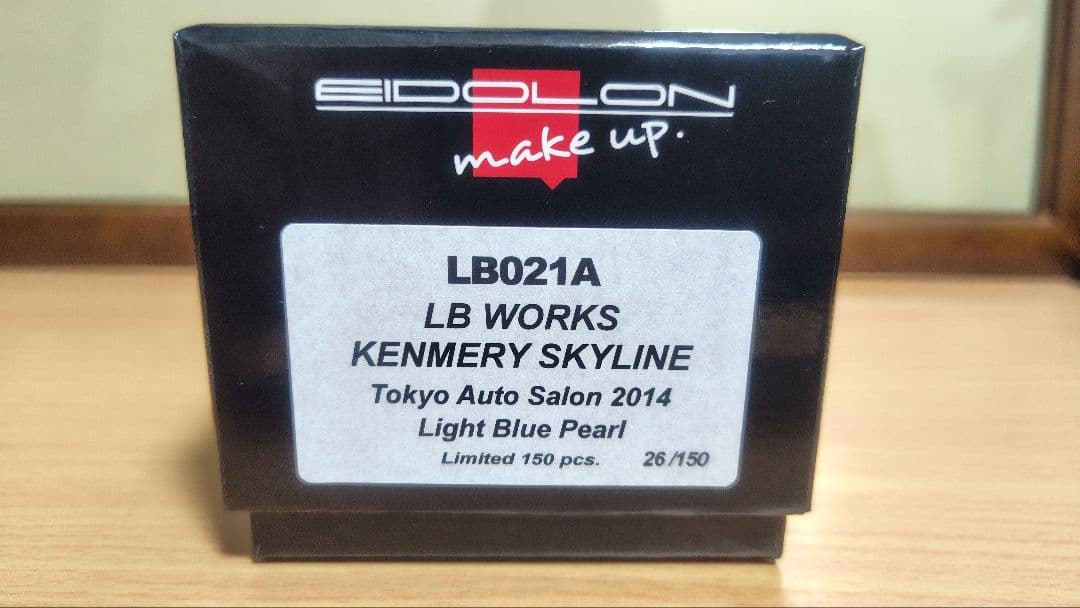 EIDOLON
make up.
LB021A
LB WORKS
KENMERY SKYLINE
Tokyo Auto Salon 2014
Light Blue Pearl
Limited 150 pcs. 26/150